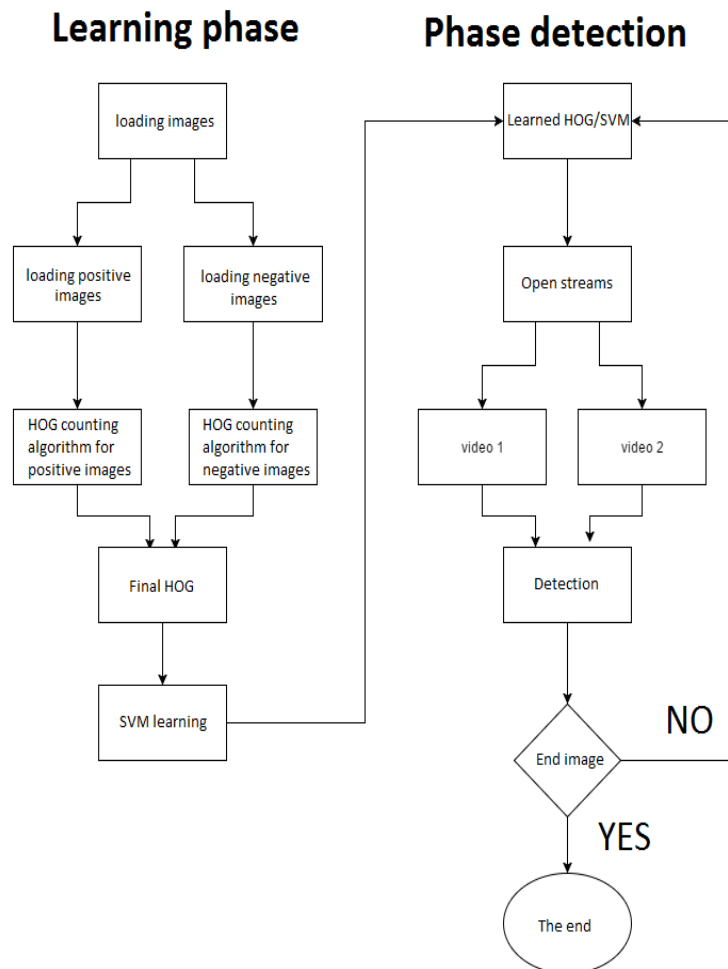 Learning phase
loading images
loading positive
images
loading negative
images
HOG counting
algorithm for
positive images
HOG counting
algorithm for
negative images
Final HOG
SVM learning
Phase detection
Learned HOG/SVM
Open streams
video 1
video 2
Detection
End image
NO
YES
The end